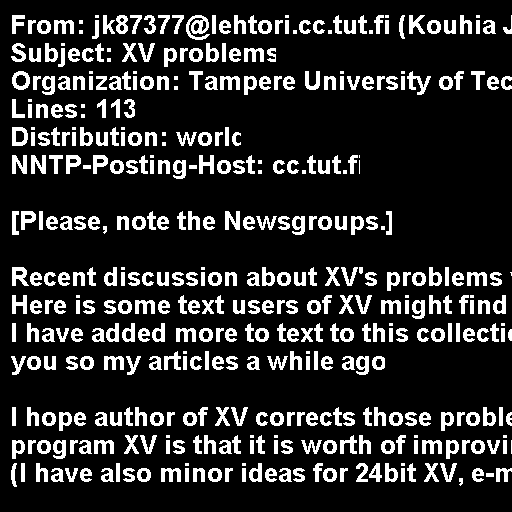 From: jk87377@lehtori.cc.tut.fi (Kouhia J
Subject: XV problems
Organization: Tampere University of Tec
Lines: 113
Distribution: world
NNTP-Posting-Host: cc.tut.fi

[Please, note the Newsgroups.]

Recent discussion about XV's problems
Here is some text users of XV might find
I have added more to text to this collecti
you so my articles a while ago

I hope author of XV corrects those proble
program XV is that it is worth of improvi
(I have also minor ideas for 24bit XV, e-m